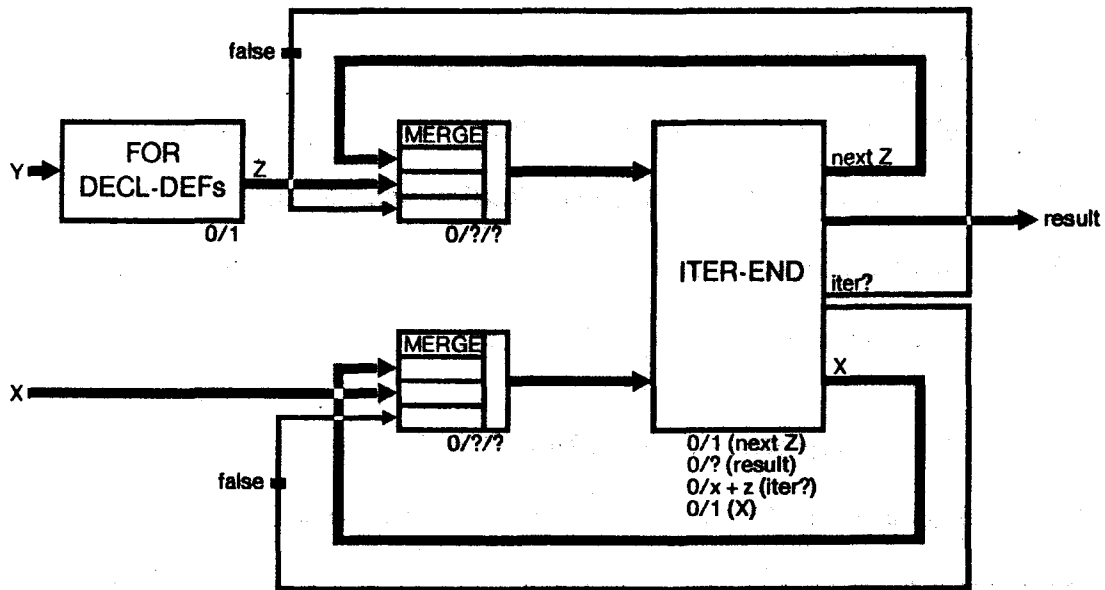 false
MERGE
FOR
DECL-DEFs
Y
Z
0/1
0/?/?
next Z
result
ITER-END
iter?
MERGE
X
X
0/?/?
false
0/1 (next Z)
0/? (result)
0/x + z (iter?)
0/1 (X)